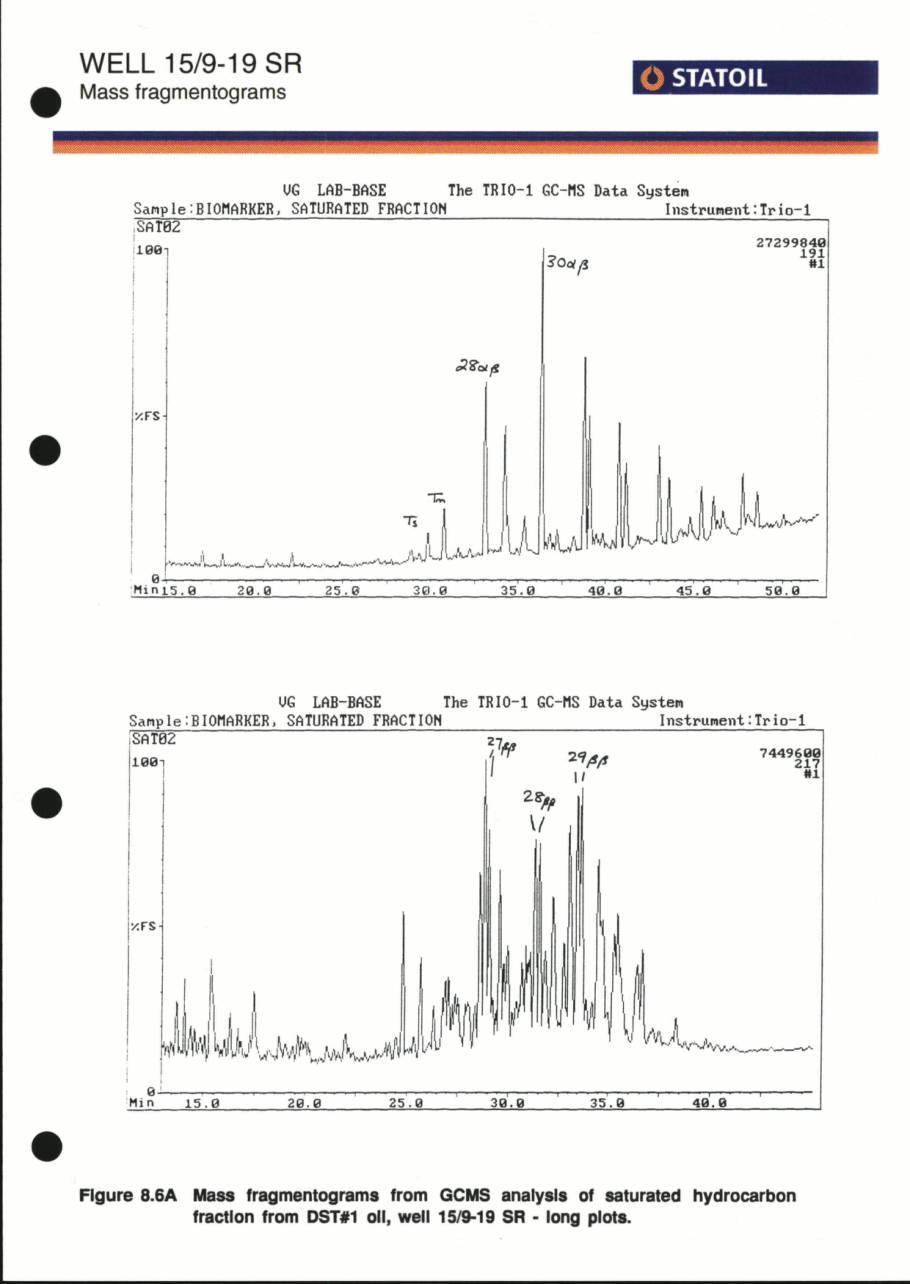 WELL 15/9-19 SR
Mass fragmentograms
STATOIL
VG LAB-BASE The TRIO-1 GC-MS Data System
Sample:BIOMARKER, SATURATED FRACTION Instrument:Trio-1
SAT02
27299840
191
#1
100
30αβ
28αβ
%FS
Tm
Ts
0
Min 15.0 20.0 25.0 30.0 35.0 40.0 45.0 50.0
VG LAB-BASE The TRIO-1 GC-MS Data System
Sample:BIOMARKER, SATURATED FRACTION Instrument:Trio-1
SAT02
7449600
217
#1
100
27ββ
29ββ
28ββ
%FS
0
Min 15.0 20.0 25.0 30.0 35.0 40.0
Figure 8.6A Mass fragmentograms from GCMS analysis of saturated hydrocarbon
fraction from DST#1 oil, well 15/9-19 SR - long plots.